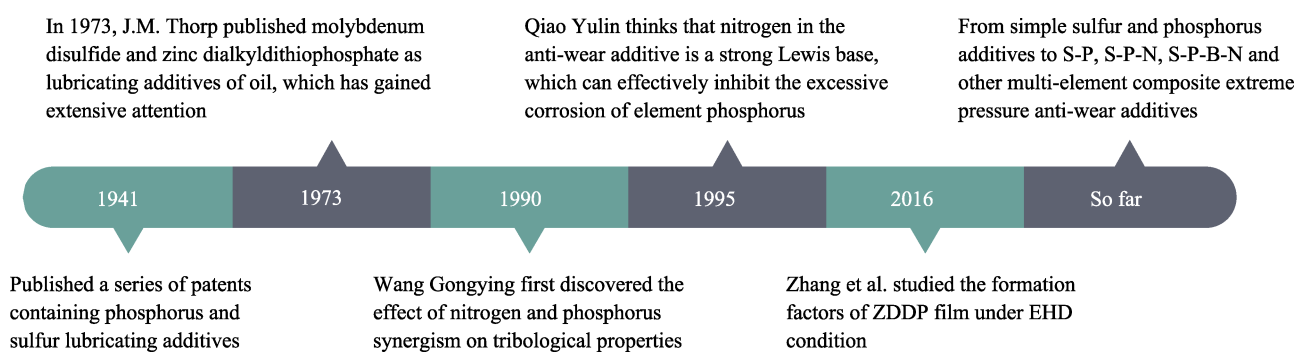 In 1973, J.M. Thorp published molybdenum
disulfide and zinc dialkyldithiophosphate as
lubricating additives of oil, which has gained
extensive attention
Qiao Yulin thinks that nitrogen in the
anti-wear additive is a strong Lewis base,
which can effectively inhibit the excessive
corrosion of element phosphorus
From simple sulfur and phosphorus
additives to S-P, S-P-N, S-P-B-N and
other multi-element composite extreme
pressure anti-wear additives
1941
1973
1990
1995
2016
So far
Published a series of patents
containing phosphorus and
sulfur lubricating additives
Wang Gongying first discovered the
effect of nitrogen and phosphorus
synergism on tribological properties
Zhang et al. studied the formation
factors of ZDDP film under EHD
condition